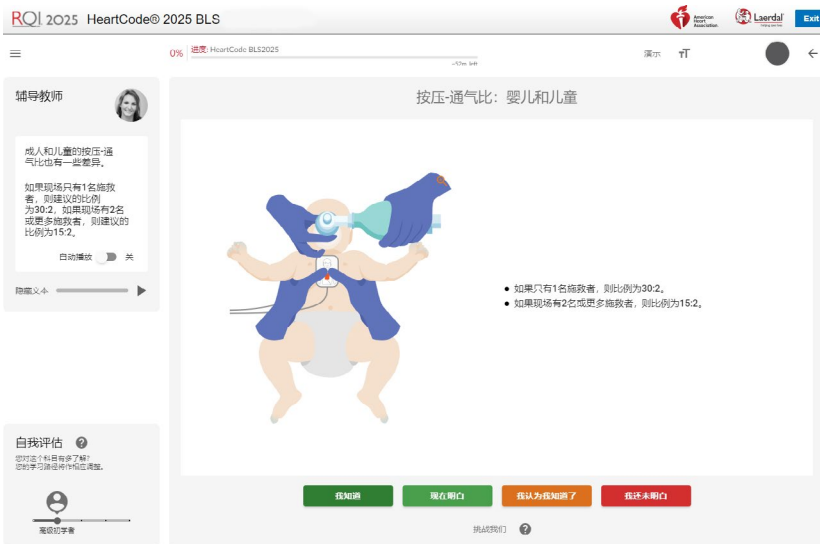 RQI 2025 HeartCode® 2025 BLS
American
Heart
Association
Laerdal
Exit
0% 进度: HeartCode BLS2025
演示 тT
辅导教师
成人和儿童的按压-通
气比也有一些差异。
如果现场只有1名施救
者，则建议的比例
为30:2，如果现场有2名
或更多施救者，则建议的
比例为15:2。
自动播放 关
按压-通气比：婴儿和儿童
• 如果只有1名施救者，则比例为30:2。
• 如果现场有2名或更多施救者，则比例为15:2。
自我评估 ?
您对这个科目有多了解?
您的学习路径将作相应调整。
高级初学者
我知道
现在明白
我认为我知道了
我还未明白
挑战我们 ?